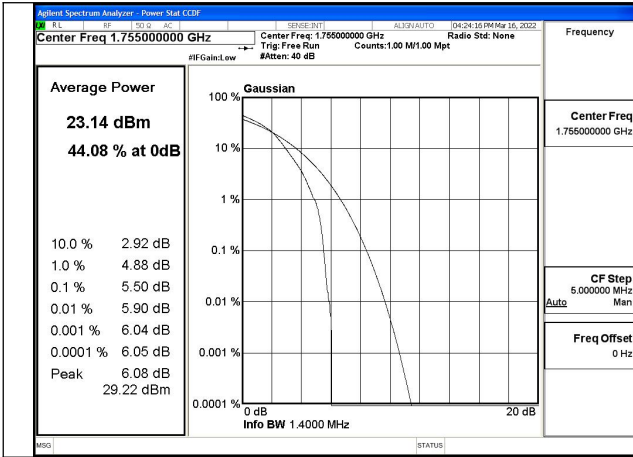 Agilent Spectrum Analyzer - Power Stat CCDF
RL RF 50 Ω AC SENSE:INT ALIGN AUTO 04:24:16 PM Mar 16, 2022
Center Freq 1.755000000 GHz
Center Freq: 1.755000000 GHz Radio Std: None
Trig: Free Run Counts:1.00 M/1.00 Mpt
#IFGain:Low #Atten: 40 dB
Frequency
Average Power
23.14 dBm
44.08 % at 0dB
10.0 % 2.92 dB
1.0 % 4.88 dB
0.1 % 5.50 dB
0.01 % 5.90 dB
0.001 % 6.04 dB
0.0001 % 6.05 dB
Peak 6.08 dB
29.22 dBm
Gaussian
100 %
10 %
1 %
0.1 %
0.01 %
0.001 %
0.0001 %
0 dB 20 dB
Info BW 1.4000 MHz
Center Freq
1.755000000 GHz
CF Step
5.000000 MHz
Auto Man
Freq Offset
0 Hz
MSG STATUS